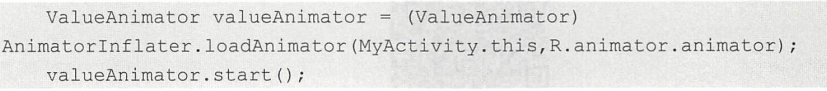 ValueAnimator valueAnimator = (ValueAnimator)
AnimatorInflater.loadAnimator(MyActivity.this,R.animator.animator);
valueAnimator.start();